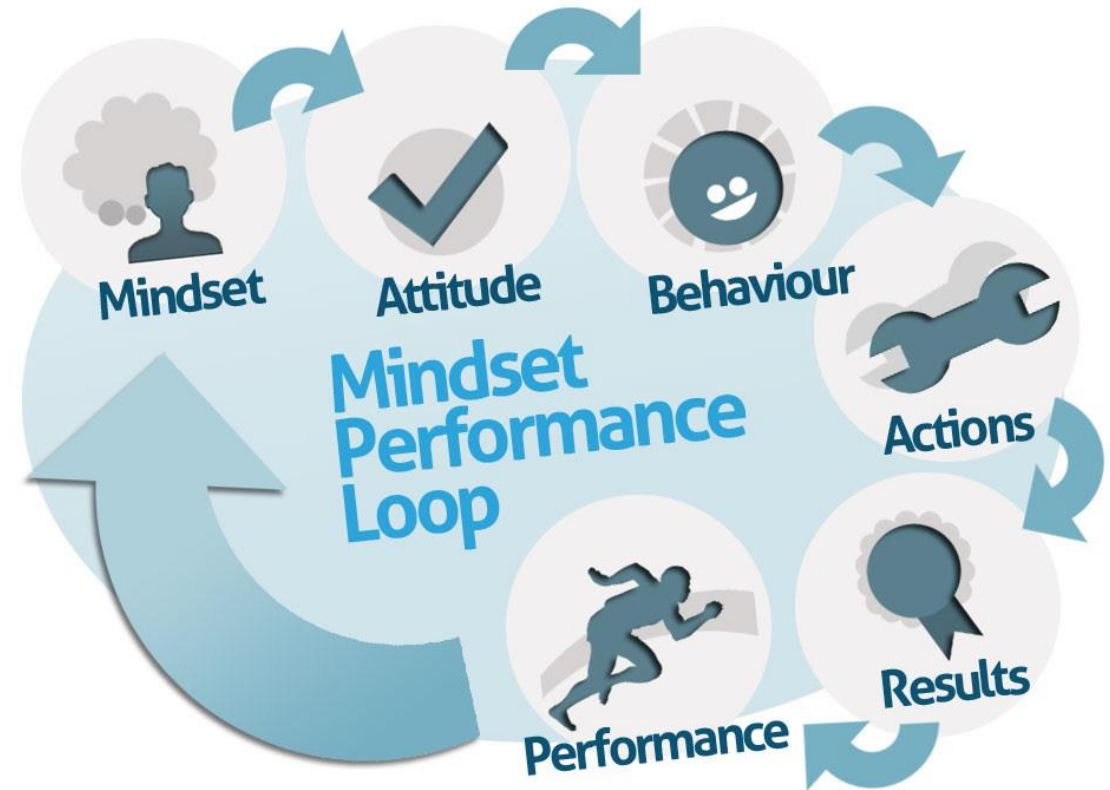 Mindset
Attitude
Behaviour
Actions
Results
Performance
Mindset
Performance
Loop